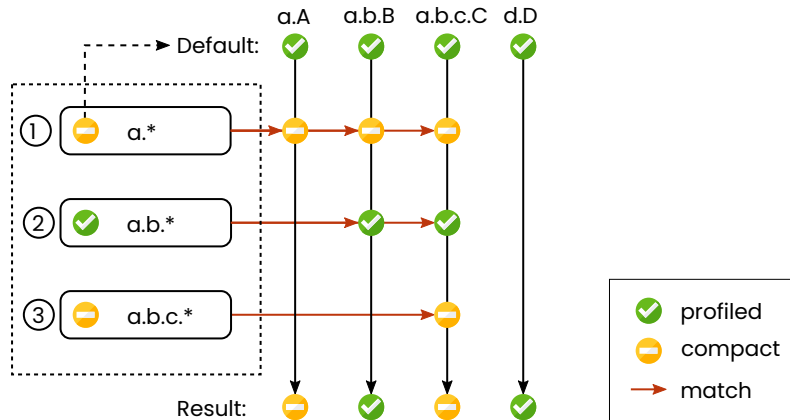 a.A a.b.B a.b.c.C d.D
Default:
1 a.*
2 a.b.*
3 a.b.c.*
profiled
compact
match
Result: